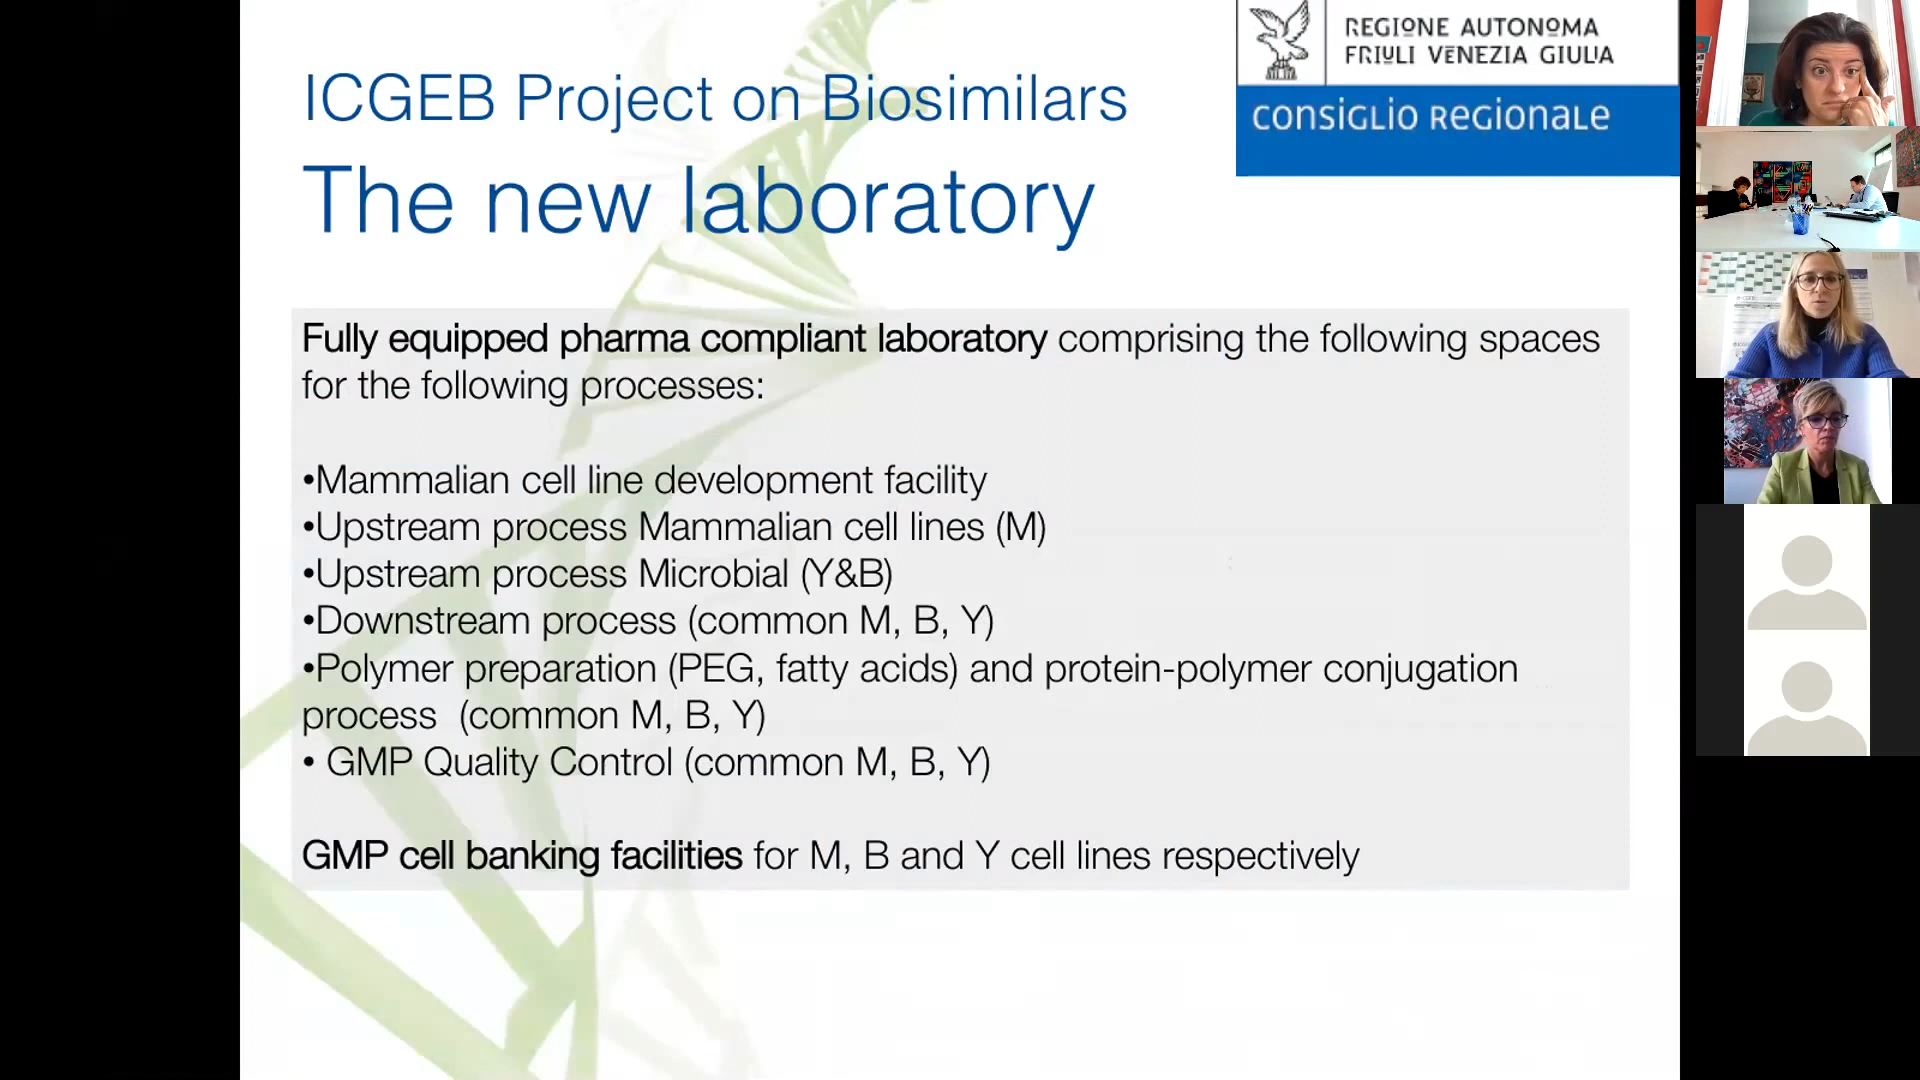 ICGEB Project on Biosimilars
The new laboratory
REGIONE AUTONOMA
FRIULI VENEZIA GIULIA
CONSIGLIO REGIONALE
Fully equipped pharma compliant laboratory comprising the following spaces
for the following processes:
•Mammalian cell line development facility
•Upstream process Mammalian cell lines (M)
•Upstream process Microbial (Y&B)
•Downstream process (common M, B, Y)
•Polymer preparation (PEG, fatty acids) and protein-polymer conjugation
process (common M, B, Y)
• GMP Quality Control (common M, B, Y)
GMP cell banking facilities for M, B and Y cell lines respectively